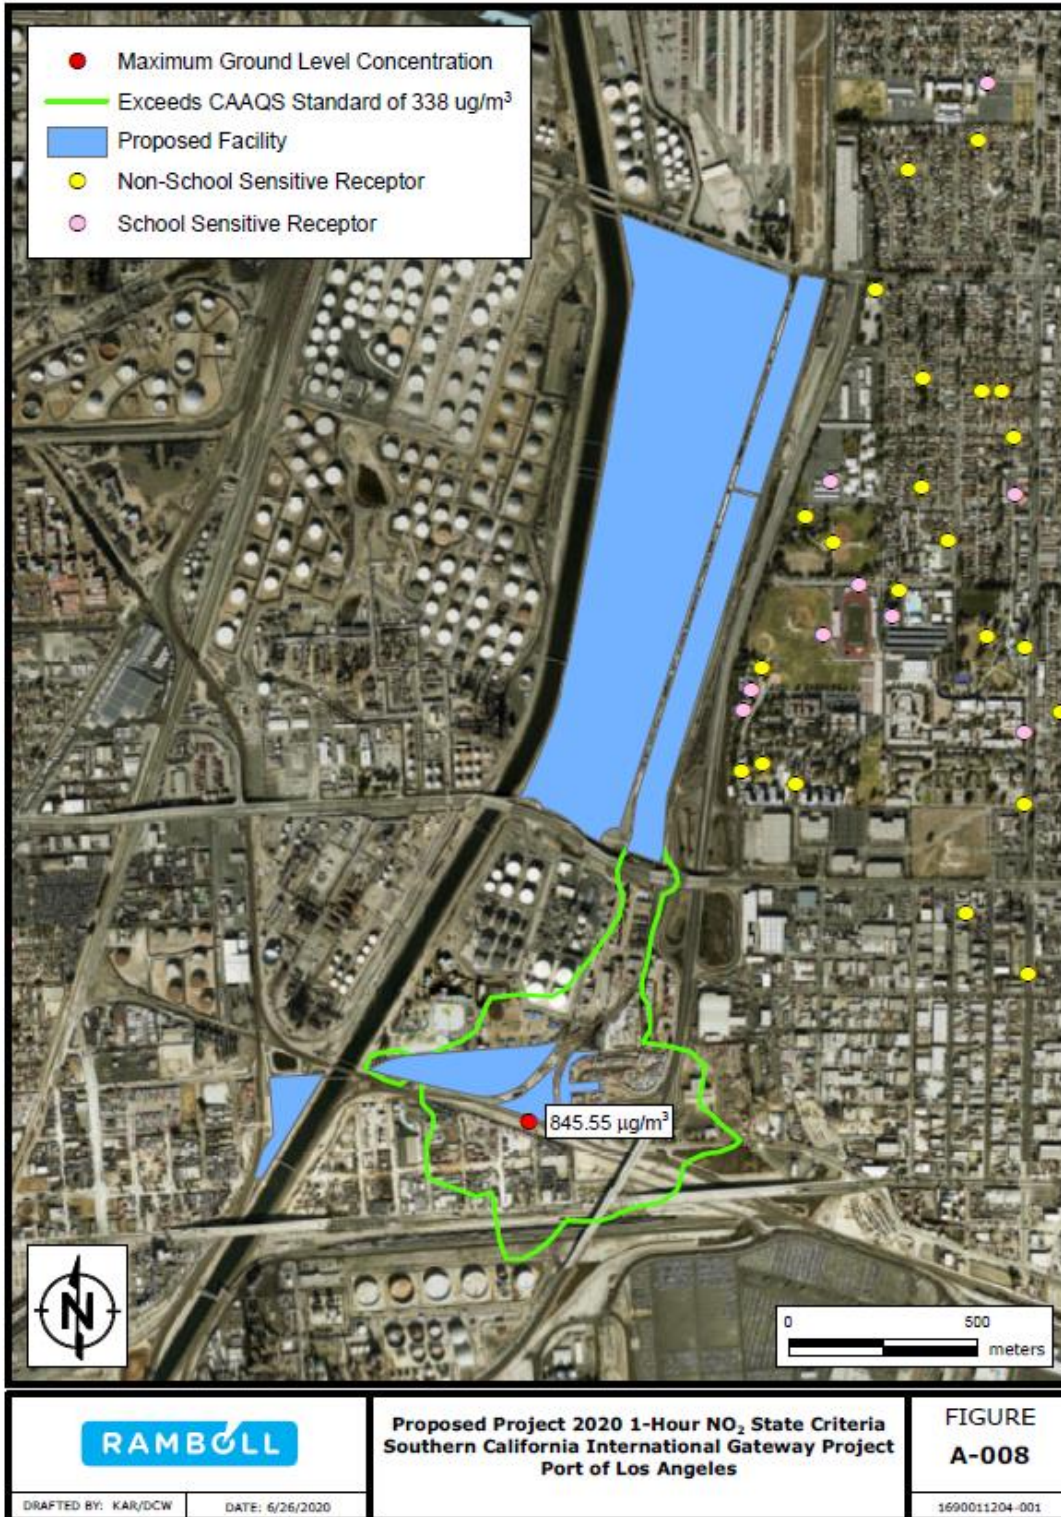 Maximum Ground Level Concentration
Exceeds CAAQS Standard of 338 ug/m³
Proposed Facility
Non-School Sensitive Receptor
School Sensitive Receptor
845.55 µg/m³
N
0 500
meters
RAMBOLL
DRAFTED BY: KAR/DCW
DATE: 6/26/2020
Proposed Project 2020 1-Hour NO₂ State Criteria
Southern California International Gateway Project
Port of Los Angeles
FIGURE
A-008
1690011204-001